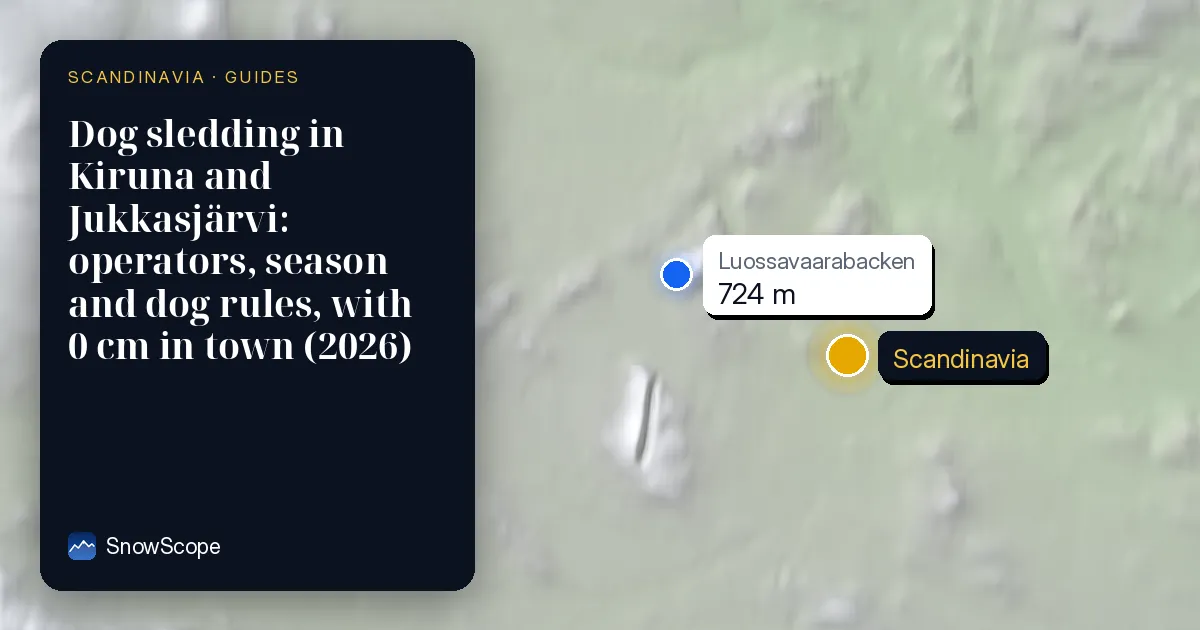 SCANDINAVIA · GUIDES
Dog sledding in
Kiruna and
Jukkasjärvi:
operators, season
and dog rules, with
0 cm in town (2026)
Luossavaarabacken
724 m
Scandinavia
SnowScope